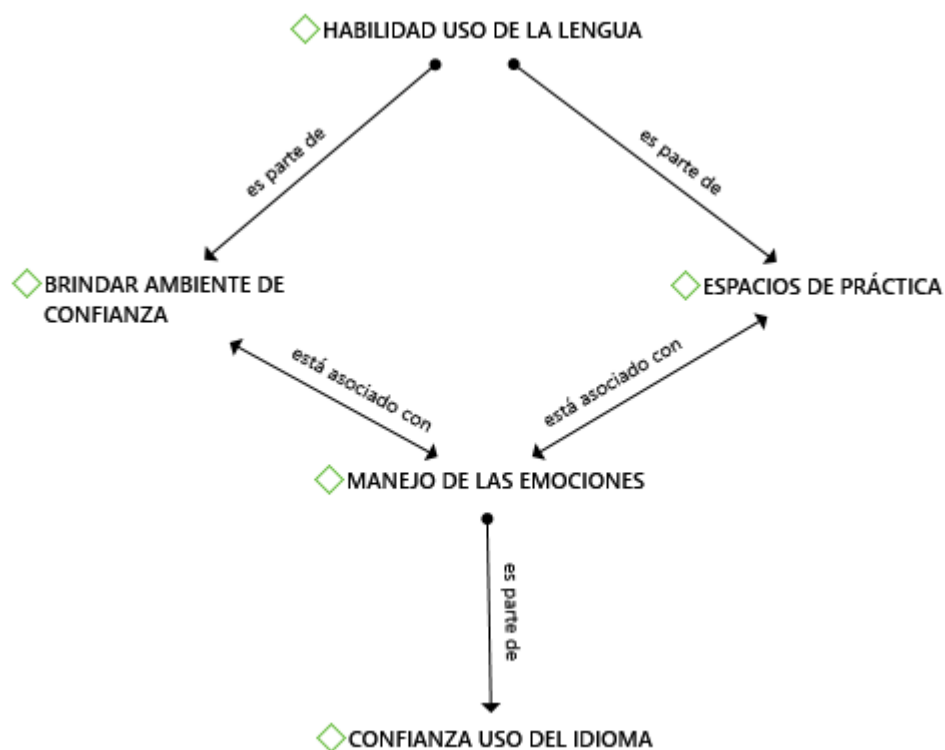 HABILIDAD USO DE LA LENGUA
es parte de
es parte de
BRINDAR AMBIENTE DE
CONFIANZA
ESPACIOS DE PRÁCTICA
está asociado con
está asociado con
MANEJO DE LAS EMOCIONES
es parte de
CONFIANZA USO DEL IDIOMA